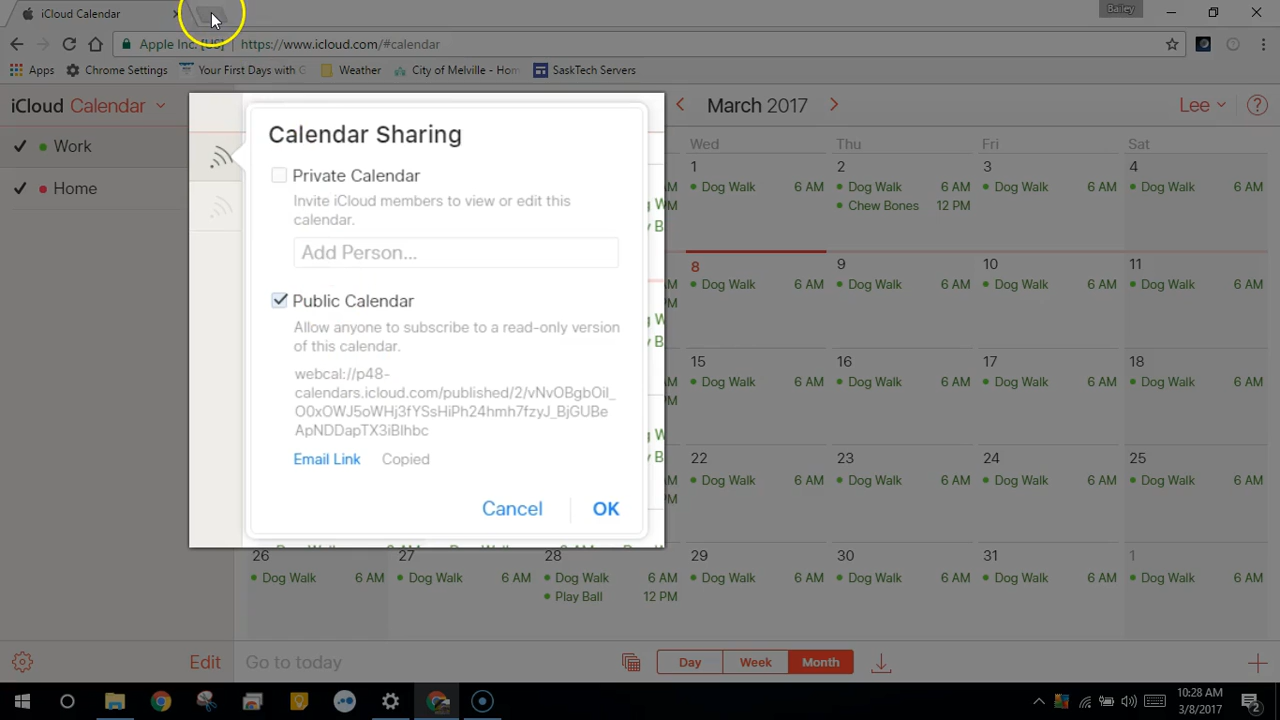 iCloud Calendar
Bailey
Apple Inc. [US] https://www.icloud.com/#calendar
Apps Chrome Settings Your First Days with G Weather City of Melville - Hom SaskTech Servers
iCloud Calendar March 2017 Lee ?
Work
Home
Calendar Sharing
Private Calendar
Invite iCloud members to view or edit this
calendar.
Add Person...
Public Calendar
Allow anyone to subscribe to a read-only version
of this calendar.
webcal://p48-
calendars.icloud.com/published/2/vNvOBgbOiI_
O0xOWJ5oWHj3fYSsHiPh24hmh7fzyJ_BjGUBe
ApNDDapTX3iBIhbc
Email Link Copied
Cancel OK
Wed Thu Fri Sat
1 2 3 4
Dog Walk 6 AM Dog Walk 6 AM Dog Walk 6 AM Dog Walk 6 AM
Chew Bones 12 PM
8 9 10 11
Dog Walk 6 AM Dog Walk 6 AM Dog Walk 6 AM Dog Walk 6 AM
15 16 17 18
Dog Walk 6 AM Dog Walk 6 AM Dog Walk 6 AM Dog Walk 6 AM
22 23 24 25
Dog Walk 6 AM Dog Walk 6 AM Dog Walk 6 AM Dog Walk 6 AM
26 27 28 29 30 31 1
Dog Walk 6 AM Dog Walk 6 AM Dog Walk 6 AM Dog Walk 6 AM Dog Walk 6 AM Dog Walk 6 AM Dog Walk 6 AM
Play Ball 12 PM
Edit Go to today Day Week Month
10:28 AM
3/8/2017
2